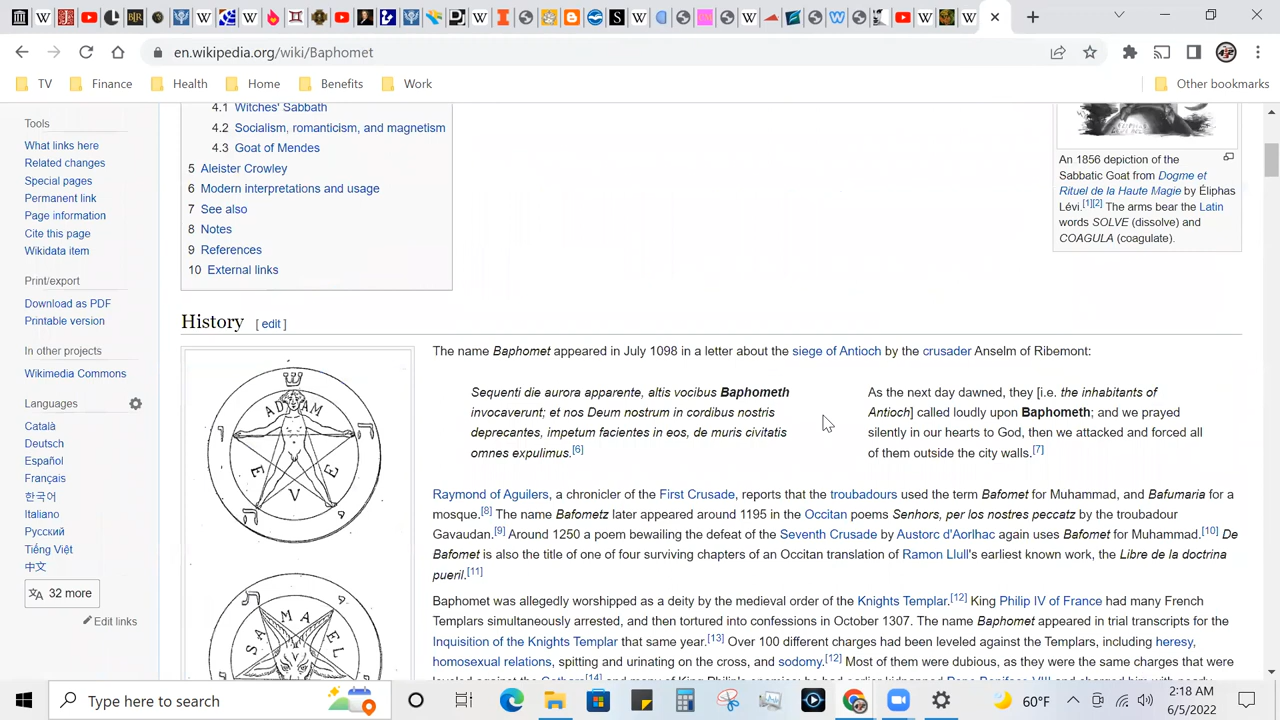 en.wikipedia.org/wiki/Baphomet
TV Finance Health Home Benefits Work Other bookmarks
Tools
What links here
Related changes
Special pages
Permanent link
Page information
Cite this page
Wikidata item
Print/export
Download as PDF
Printable version
In other projects
Wikimedia Commons
Languages
Català
Deutsch
Español
Français
한국어
Italiano
Русский
Tiếng Việt
中文
32 more
Edit links
4.1 Witches' Sabbath
4.2 Socialism, romanticism, and magnetism
4.3 Goat of Mendes
5 Aleister Crowley
6 Modern interpretations and usage
7 See also
8 Notes
9 References
10 External links
An 1856 depiction of the
Sabbatic Goat from Dogme et
Rituel de la Haute Magie by Éliphas
Lévi.[1][2] The arms bear the Latin
words SOLVE (dissolve) and
COAGULA (coagulate).
History [ edit ]
ADAM
EVE
SAMAEL
The name Baphomet appeared in July 1098 in a letter about the siege of Antioch by the crusader Anselm of Ribemont:
Sequenti die aurora apparente, altis vocibus Baphometh
invocaverunt; et nos Deum nostrum in cordibus nostris
deprecantes, impetum facientes in eos, de muris civitatis
omnes expulimus.[6]
As the next day dawned, they [i.e. the inhabitants of
Antioch] called loudly upon Baphometh; and we prayed
silently in our hearts to God, then we attacked and forced all
of them outside the city walls.[7]
Raymond of Aguilers, a chronicler of the First Crusade, reports that the troubadours used the term Bafomet for Muhammad, and Bafumaria for a
mosque.[8] The name Bafometz later appeared around 1195 in the Occitan poems Senhors, per los nostres peccatz by the troubadour
Gavaudan.[9] Around 1250 a poem bewailing the defeat of the Seventh Crusade by Austorc d'Aorlhac again uses Bafomet for Muhammad.[10] De
Bafomet is also the title of one of four surviving chapters of an Occitan translation of Ramon Llull's earliest known work, the Libre de la doctrina
pueril.[11]
Baphomet was allegedly worshipped as a deity by the medieval order of the Knights Templar.[12] King Philip IV of France had many French
Templars simultaneously arrested, and then tortured into confessions in October 1307. The name Baphomet appeared in trial transcripts for the
Inquisition of the Knights Templar that same year.[13] Over 100 different charges had been leveled against the Templars, including heresy,
homosexual relations, spitting and urinating on the cross, and sodomy.[12] Most of them were dubious, as they were the same charges that were
Type here to search
60°F
2:18 AM
6/5/2022